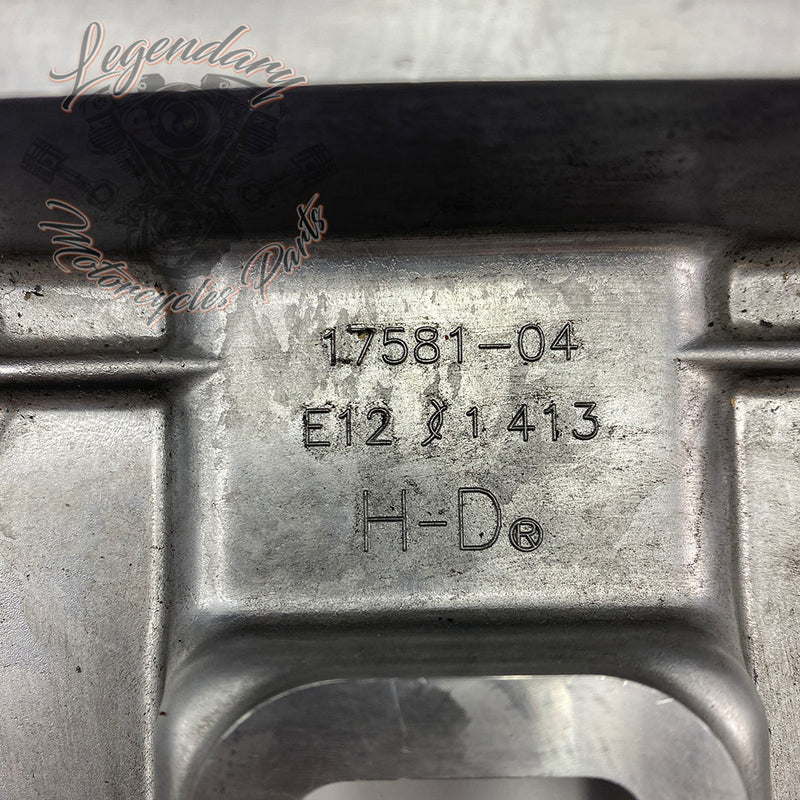 Legendary
Motorcycles Parts
17581-04
E12 1 413
H-D®